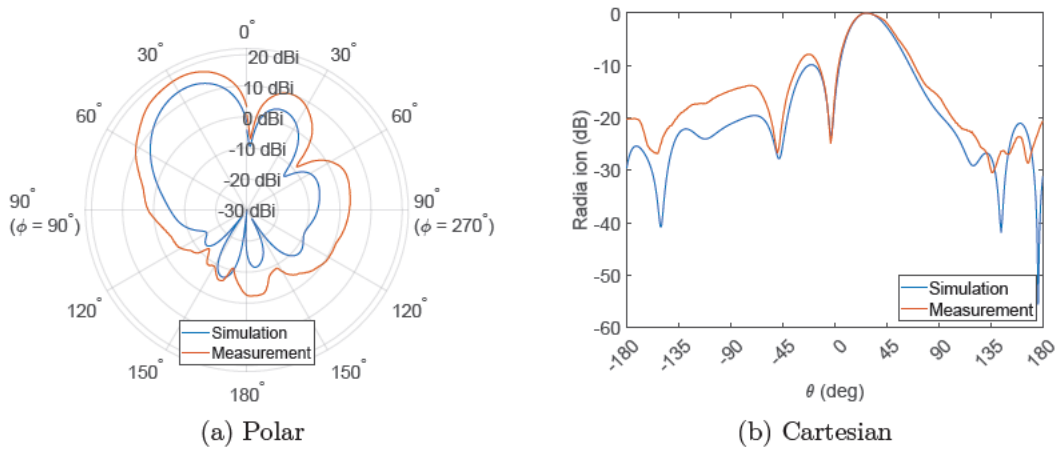 0°
30°
30°
60°
60°
90°
(ϕ = 90°)
90°
(ϕ = 270°)
120°
120°
150°
150°
180°
20 dBi
10 dBi
0 dBi
-10 dBi
-20 dBi
-30 dBi
Simulation
Measurement
(a) Polar
Radia ion (dB)
0
-10
-20
-30
-40
-50
-60
-180
-135
-90
-45
0
45
90
135
180
θ (deg)
Simulation
Measurement
(b) Cartesian